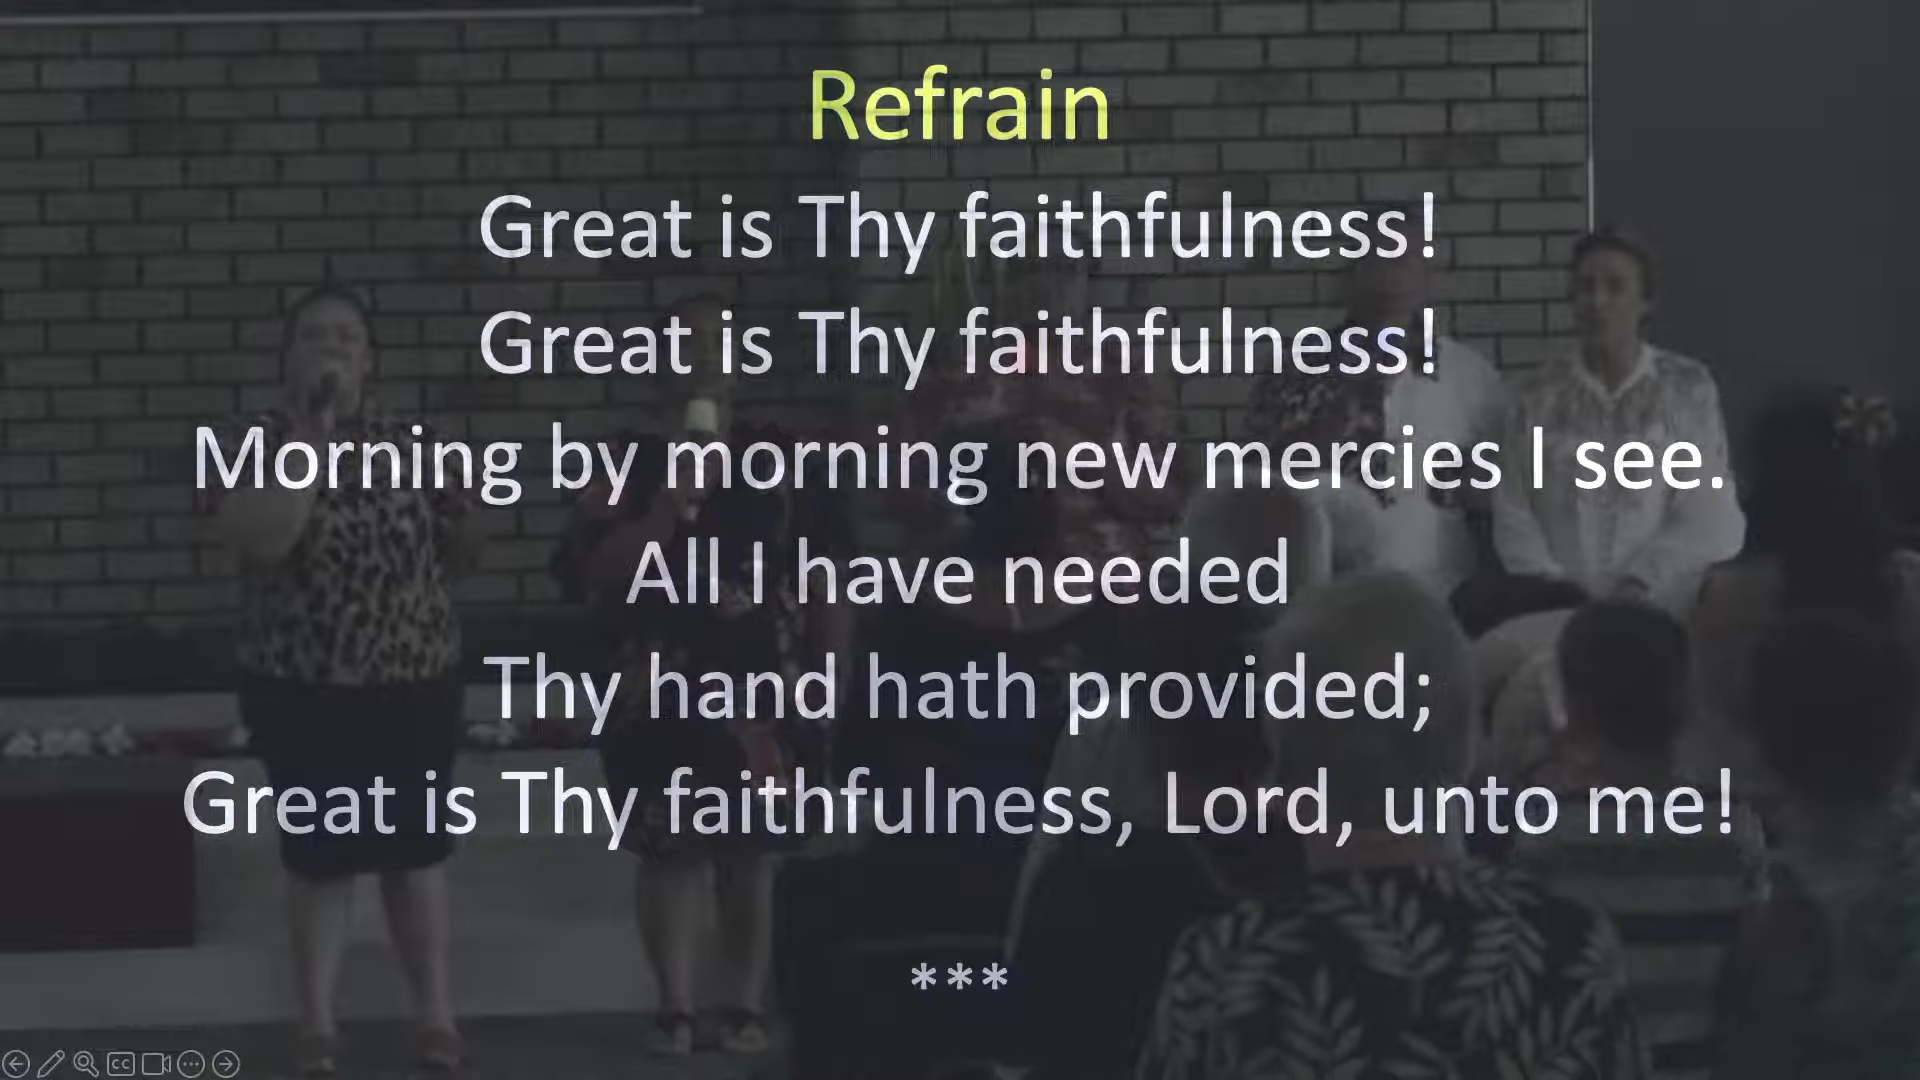 Refrain
Great is Thy faithfulness!
Great is Thy faithfulness!
Morning by morning new mercies I see.
All I have needed
Thy hand hath provided;
Great is Thy faithfulness, Lord, unto me!
***
CC